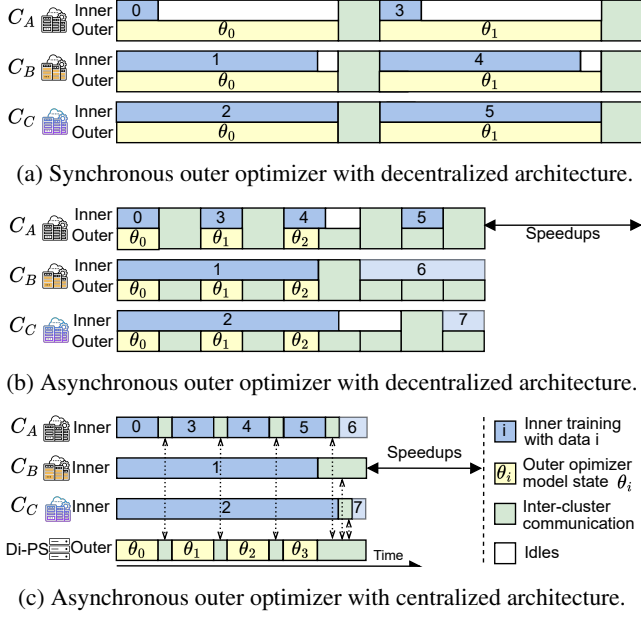 C_A Inner 0 3
Outer θ_0 θ_1
C_B Inner 1 4
Outer θ_0 θ_1
C_C Inner 2 5
Outer θ_0 θ_1
(a) Synchronous outer optimizer with decentralized architecture.
C_A Inner 0 3 4 5
Outer θ_0 θ_1 θ_2
Speedups
C_B Inner 1 6
Outer θ_0 θ_1 θ_2
C_C Inner 2 7
Outer θ_0 θ_1 θ_2
(b) Asynchronous outer optimizer with decentralized architecture.
C_A Inner 0 3 4 5 6
C_B Inner 1
Speedups
C_C Inner 2 7
Di-PS Outer θ_0 θ_1 θ_2 θ_3
Time
i Inner training
with data i
θ_i Outer opimizer
model state θ_i
Inter-cluster
communication
Idles
(c) Asynchronous outer optimizer with centralized architecture.